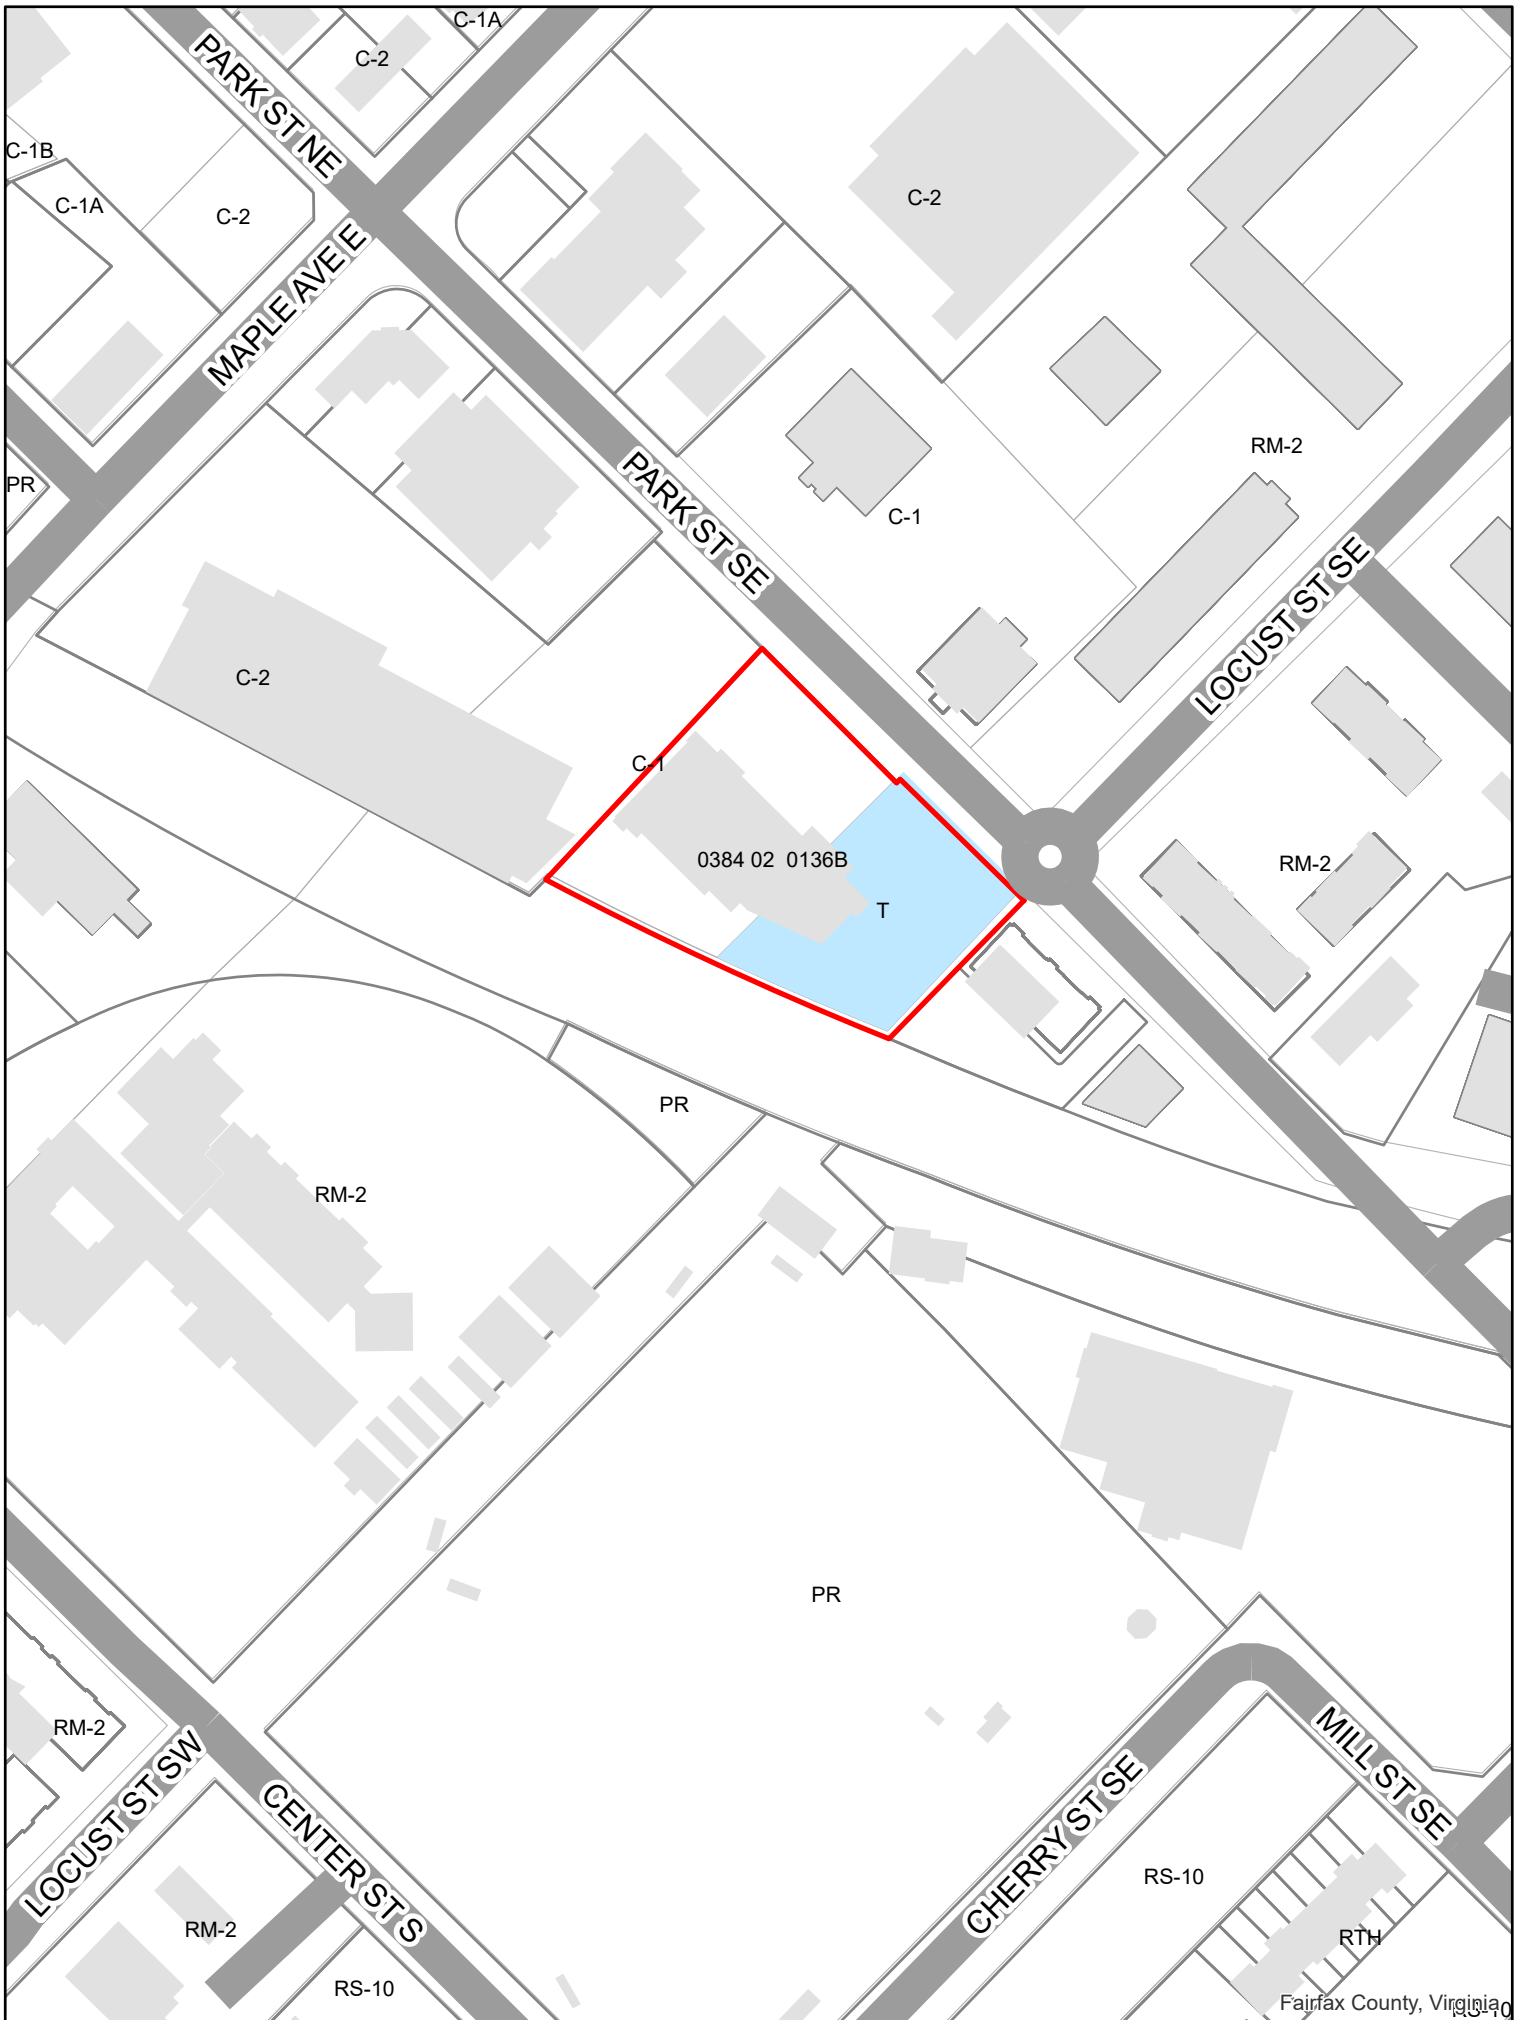 C-1A
C-2
PARK ST NE
C-1B
C-1A
C-2
C-2
MAPLE AVE E
RM-2
PR
PARK ST SE
C-1
LOCUST ST SE
C-2
C-1
0384 02 0136B
RM-2
T
PR
RM-2
PR
RM-2
LOCUST ST SW
CENTER ST S
MILL ST SE
CHERRY ST SE
RS-10
RM-2
RTH
RS-10
Fairfax County, Virginia
RS-10